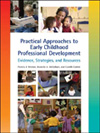 Practical Approaches to
Early Childhood
Professional Development
Evidence, Strategies, and Resources